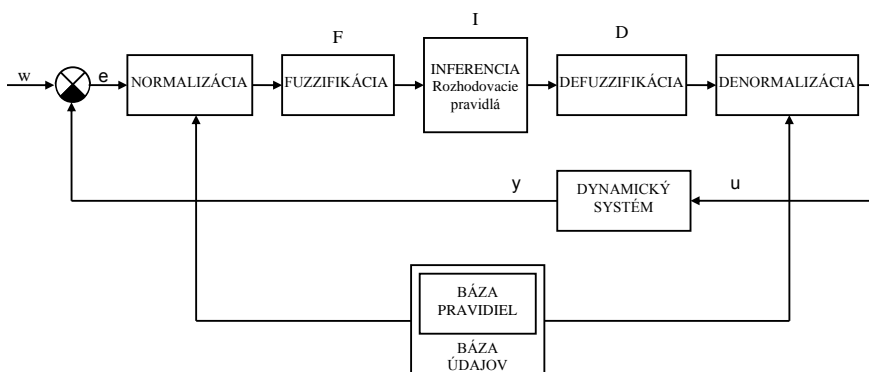 F
I
D
w
e
NORMALIZÁCIA
FUZZIFIKÁCIA
INFERENCIA
Rozhodovacie
pravidlá
DEFUZZIFIKÁCIA
DENORMALIZÁCIA
y
DYNAMICKÝ
SYSTÉM
u
BÁZA
PRAVIDIEL
BÁZA
ÚDAJOV